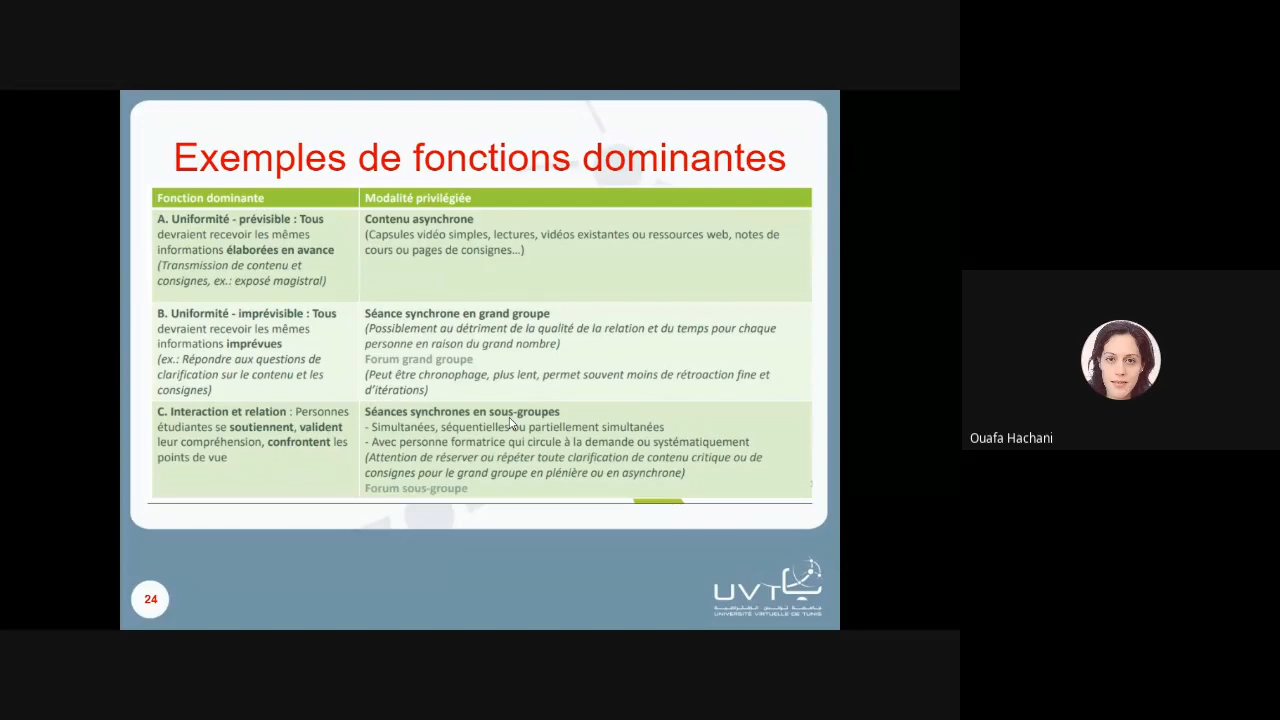 Exemples de fonctions dominantes
Fonction dominante
Modalité privilégiée
A. Uniformité - prévisible : Tous
devraient recevoir les mêmes
informations élaborées en avance
(Transmission de contenu et
consignes, ex.: exposé magistral)
Contenu asynchrone
(Capsules vidéo simples, lectures, vidéos existantes ou ressources web, notes de
cours ou pages de consignes...)
B. Uniformité - imprévisible : Tous
devraient recevoir les mêmes
informations imprévues
(ex.: Répondre aux questions de
clarification sur le contenu et les
consignes)
Séance synchrone en grand groupe
(Possiblement au détriment de la qualité de la relation et du temps pour chaque
personne en raison du grand nombre)
Forum grand groupe
(Peut être chronophage, plus lent, permet souvent moins de rétroaction fine et
d'itérations)
C. Interaction et relation : Personnes
étudiantes se soutiennent, valident
leur compréhension, confrontent les
points de vue
Séances synchrones en sous-groupes
- Simultanées, séquentielles ou partiellement simultanées
- Avec personne formatrice qui circule à la demande ou systématiquement
(Attention de réserver ou répéter toute clarification de contenu critique ou de
consignes pour le grand groupe en plénière ou en asynchrone)
Forum sous-groupe
24
UVT
UNIVERSITÉ VIRTUELLE DE TUNIS
Ouafa Hachani